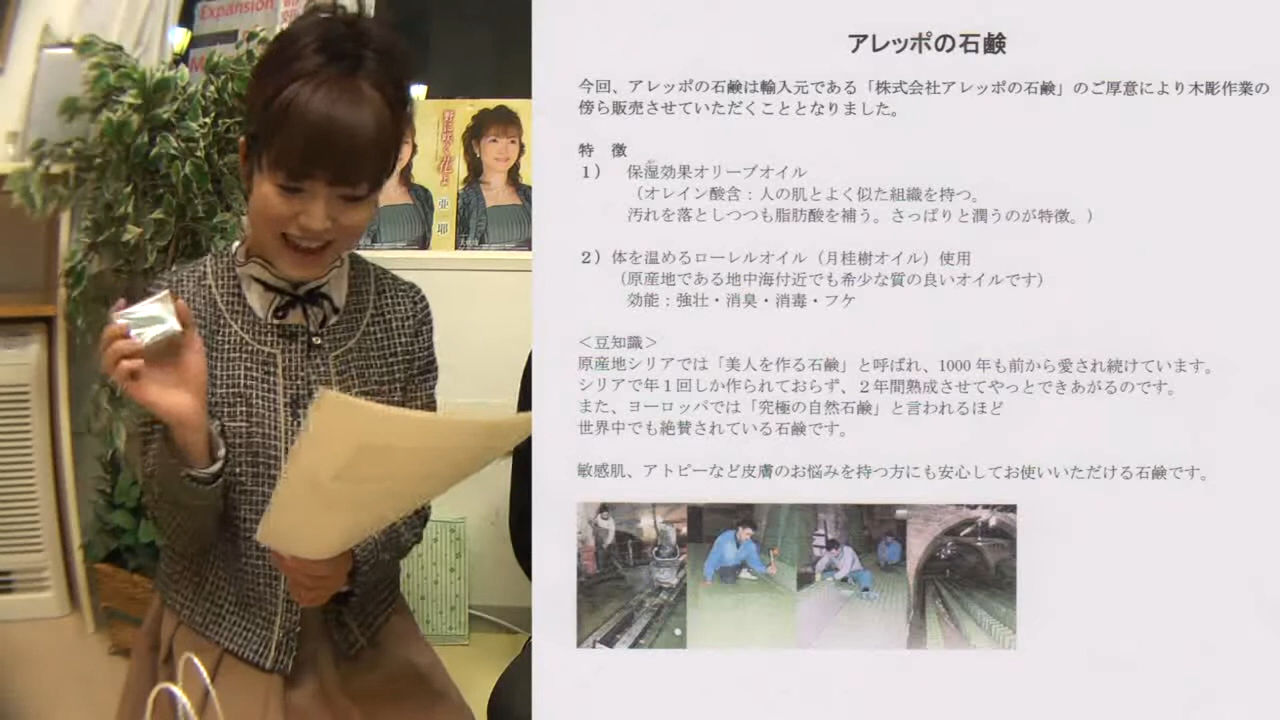 Expansion
野に咲く花よ
亜耶
アレッポの石鹸
今回、アレッポの石鹸は輸入元である「株式会社アレッポの石鹸」のご厚意により木彫作業の
傍ら販売させていただくこととなりました。
特 徴
１） 保湿効果オリーブオイル
（オレイン酸含：人の肌とよく似た組織を持つ。
汚れを落としつつも脂肪酸を補う。さっぱりと潤うのが特徴。）
２）体を温めるローレルオイル（月桂樹オイル）使用
（原産地である地中海付近でも希少な質の良いオイルです）
効能：強壮・消臭・消毒・フケ
＜豆知識＞
原産地シリアでは「美人を作る石鹸」と呼ばれ、1000 年も前から愛され続けています。
シリアで年１回しか作られておらず、２年間熟成させてやっとできあがるのです。
また、ヨーロッパでは「究極の自然石鹸」と言われるほど
世界中でも絶賛されている石鹸です。
敏感肌、アトピーなど皮膚のお悩みを持つ方にも安心してお使いいただける石鹸です。